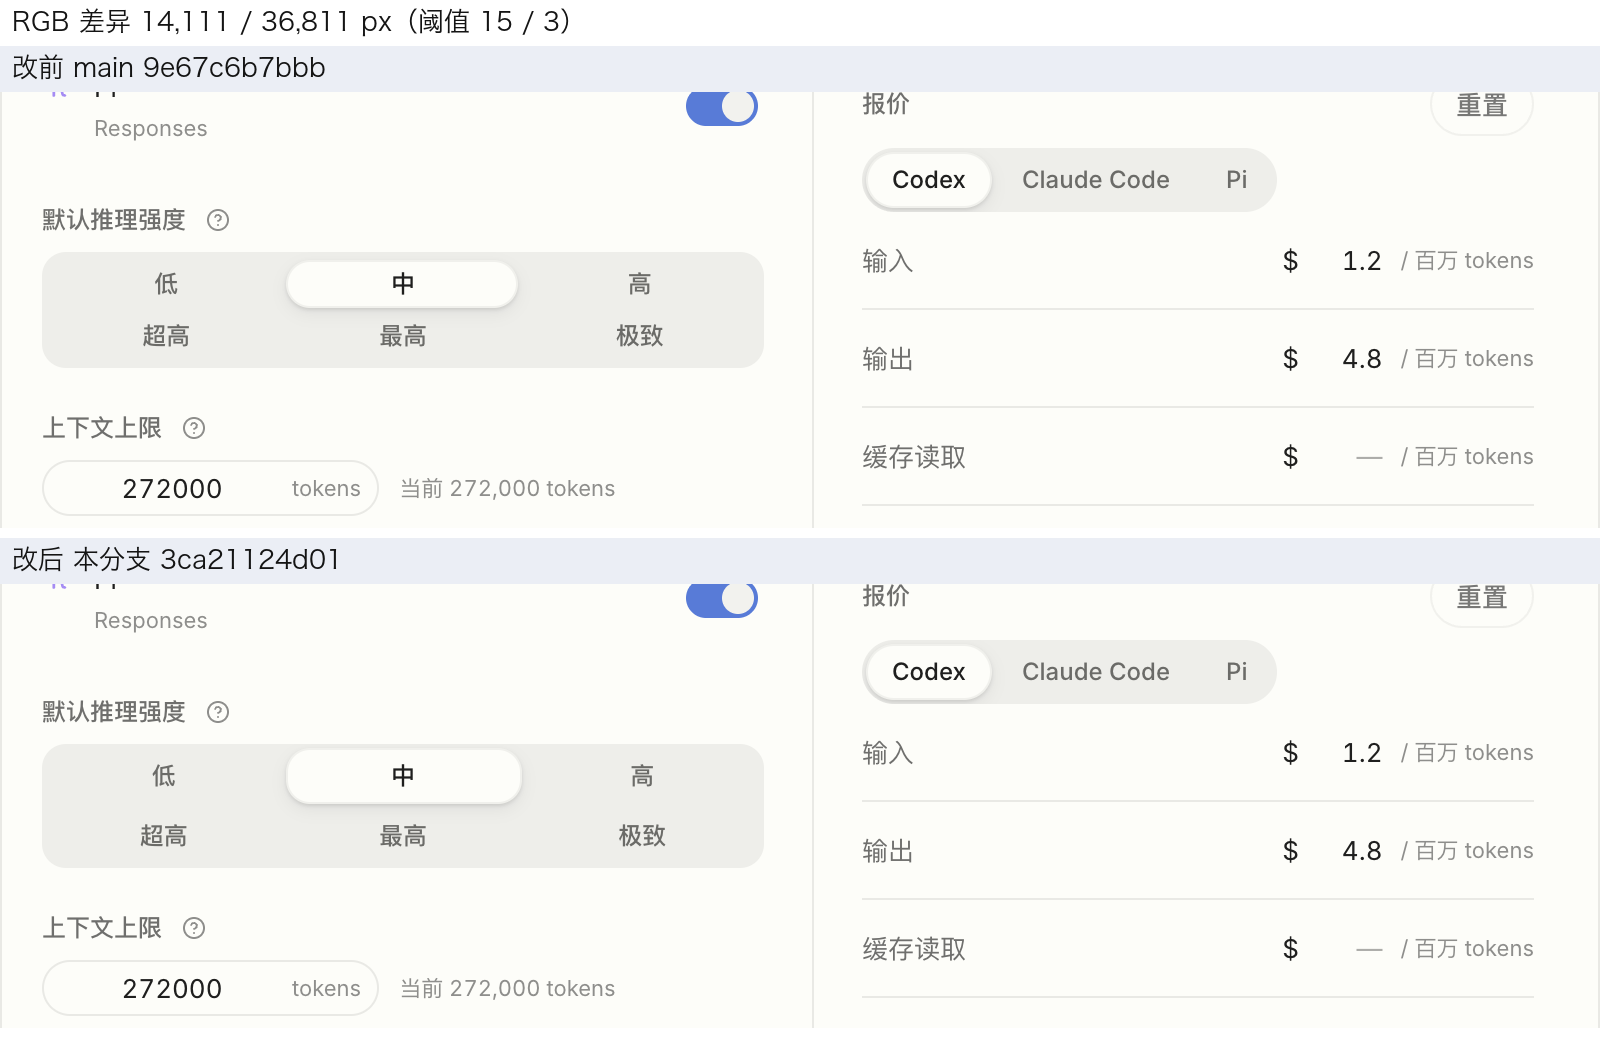 RGB 差异 14,111 / 36,811 px（阈值 15 / 3）
改前 main 9e67c6b7bbb
Responses
默认推理强度
低 中 高
超高 最高 极致
上下文上限
272000 tokens 当前 272,000 tokens
报价 重置
Codex Claude Code Pi
输入 $ 1.2 / 百万 tokens
输出 $ 4.8 / 百万 tokens
缓存读取 $ — / 百万 tokens
改后 本分支 3ca21124d01
Responses
默认推理强度
低 中 高
超高 最高 极致
上下文上限
272000 tokens 当前 272,000 tokens
报价 重置
Codex Claude Code Pi
输入 $ 1.2 / 百万 tokens
输出 $ 4.8 / 百万 tokens
缓存读取 $ — / 百万 tokens